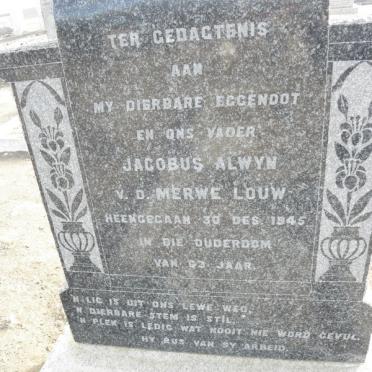 TER GEDAGTENIS
AAN
MY DIERBARE EGGENOOT
EN ONS VADER,
JACOBUS ALWYN
V. D. MERWE LOUW
HEENGEGAAN 30 DES. 1945
IN DIE OUDERDOM
VAN 63 JAAR.
'N LIG IS UIT ONS LEWE WEG,
'N DIERBARE STEM IS STIL.
'N PLEK IS LEDIG WAT NOOIT NIE WORD GEVUL.
HY RUS VAN SY ARBEID.